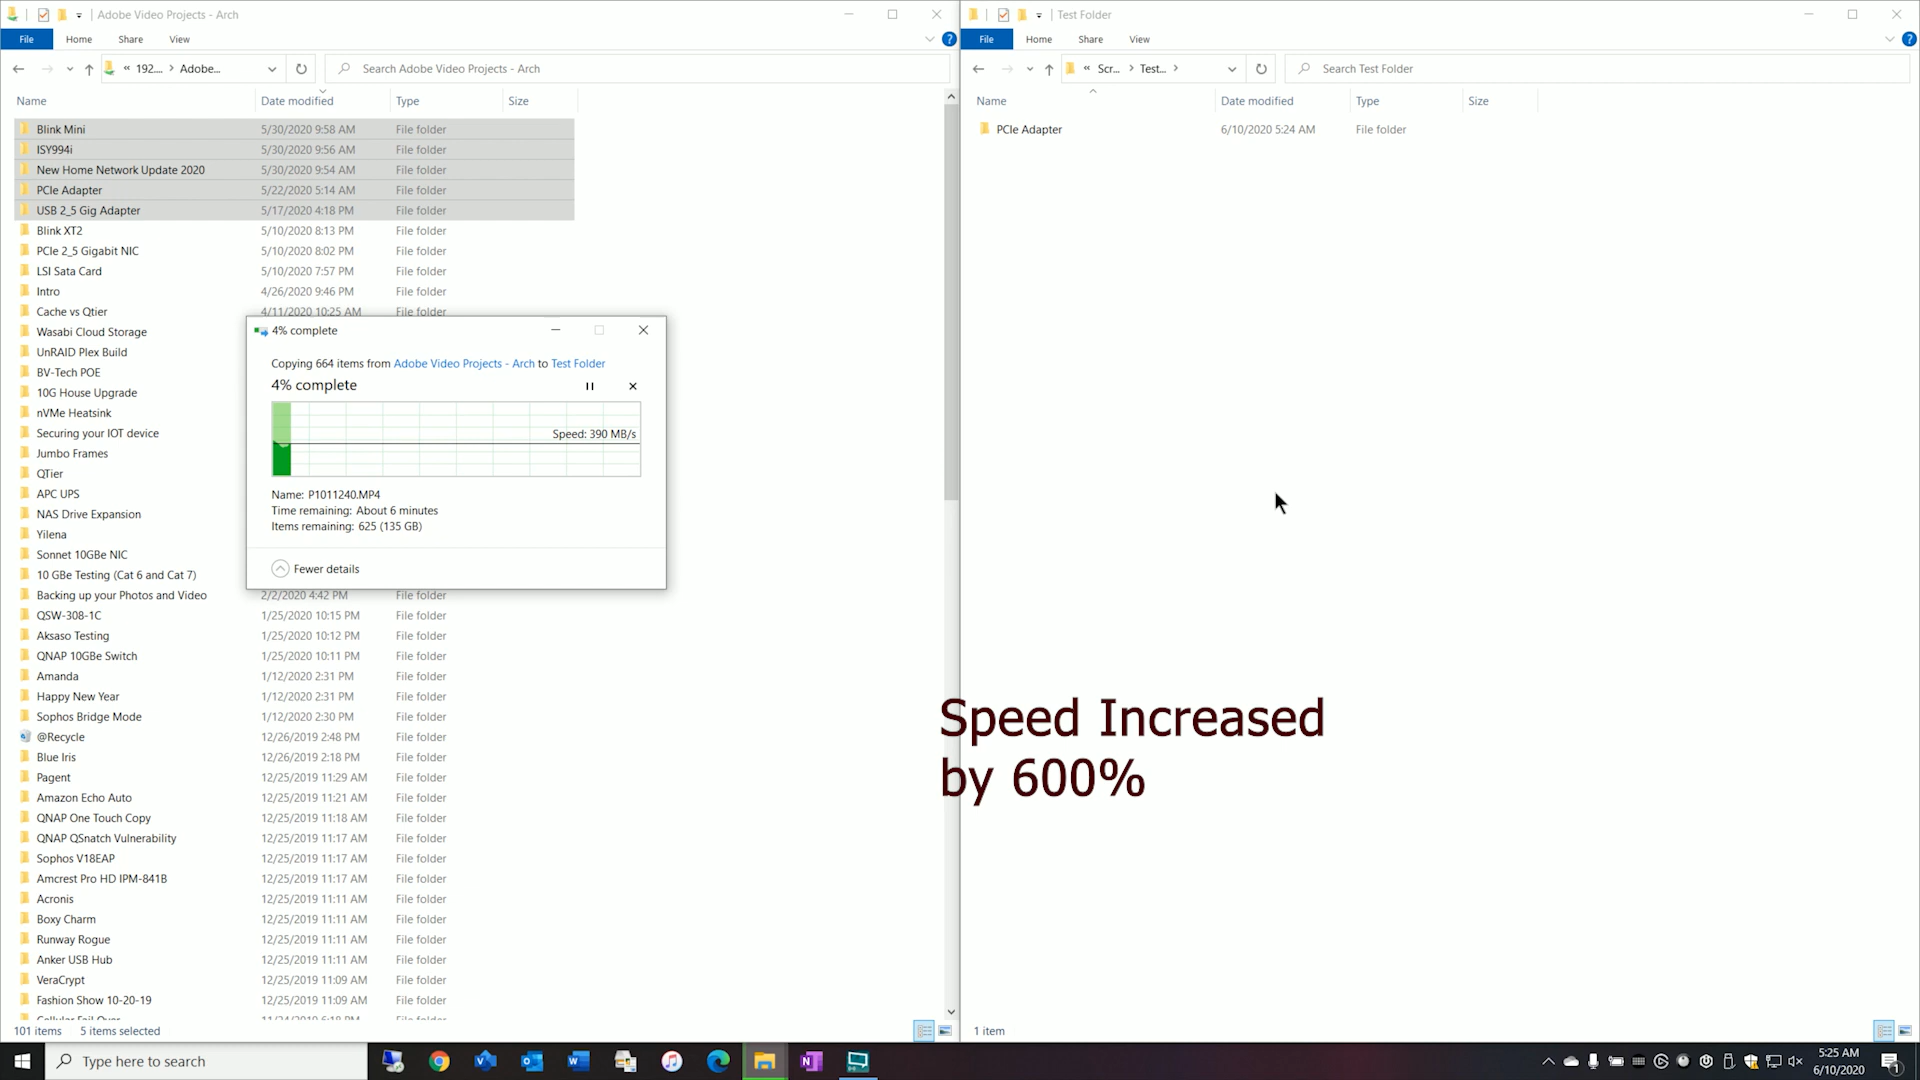 Adobe Video Projects - Arch
File Home Share View
« 192.... > Adobe...
Search Adobe Video Projects - Arch
Name Date modified Type Size
Blink Mini 5/30/2020 9:58 AM File folder
ISY994i 5/30/2020 9:56 AM File folder
New Home Network Update 2020 5/30/2020 9:54 AM File folder
PCIe Adapter 5/22/2020 5:14 AM File folder
USB 2_5 Gig Adapter 5/17/2020 4:18 PM File folder
Blink XT2 5/10/2020 8:13 PM File folder
PCIe 2_5 Gigabit NIC 5/10/2020 8:02 PM File folder
LSI Sata Card 5/10/2020 7:57 PM File folder
Intro 4/26/2020 9:46 PM File folder
Cache vs Qtier 4/11/2020 10:25 AM File folder
Wasabi Cloud Storage
UnRAID Plex Build
BV-Tech POE
10G House Upgrade
nVMe Heatsink
Securing your IOT device
Jumbo Frames
QTier
APC UPS
NAS Drive Expansion
Yilena
Sonnet 10GBe NIC
10 GBe Testing (Cat 6 and Cat 7)
Backing up your Photos and Video 2/2/2020 4:42 PM File folder
QSW-308-1C 1/25/2020 10:15 PM File folder
Aksaso Testing 1/25/2020 10:12 PM File folder
QNAP 10GBe Switch 1/25/2020 10:11 PM File folder
Amanda 1/12/2020 2:31 PM File folder
Happy New Year 1/12/2020 2:31 PM File folder
Sophos Bridge Mode 1/12/2020 2:30 PM File folder
@Recycle 12/26/2019 2:48 PM File folder
Blue Iris 12/26/2019 2:18 PM File folder
Pagent 12/25/2019 11:29 AM File folder
Amazon Echo Auto 12/25/2019 11:21 AM File folder
QNAP One Touch Copy 12/25/2019 11:18 AM File folder
QNAP QSnatch Vulnerability 12/25/2019 11:17 AM File folder
Sophos V18EAP 12/25/2019 11:17 AM File folder
Amcrest Pro HD IPM-841B 12/25/2019 11:17 AM File folder
Acronis 12/25/2019 11:11 AM File folder
Boxy Charm 12/25/2019 11:11 AM File folder
Runway Rogue 12/25/2019 11:11 AM File folder
Anker USB Hub 12/25/2019 11:11 AM File folder
VeraCrypt 12/25/2019 11:09 AM File folder
Fashion Show 10-20-19 12/25/2019 11:09 AM File folder
101 items 5 items selected
4% complete
Copying 664 items from Adobe Video Projects - Arch to Test Folder
4% complete
Speed: 390 MB/s
Name: P1011240.MP4
Time remaining: About 6 minutes
Items remaining: 625 (135 GB)
Fewer details
Test Folder
File Home Share View
« Scr... > Test... >
Search Test Folder
Name Date modified Type Size
PCIe Adapter 6/10/2020 5:24 AM File folder
Speed Increased
by 600%
1 item
Type here to search
5:25 AM
6/10/2020